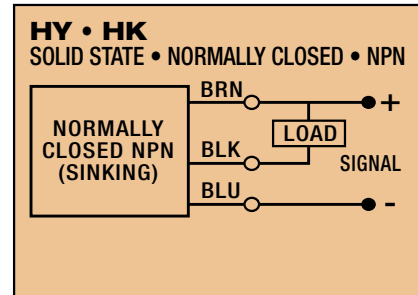 HY • HK
SOLID STATE • NORMALLY CLOSED • NPN
BRN
+
NORMALLY
CLOSED NPN
(SINKING)
LOAD
BLK
SIGNAL
BLU
-